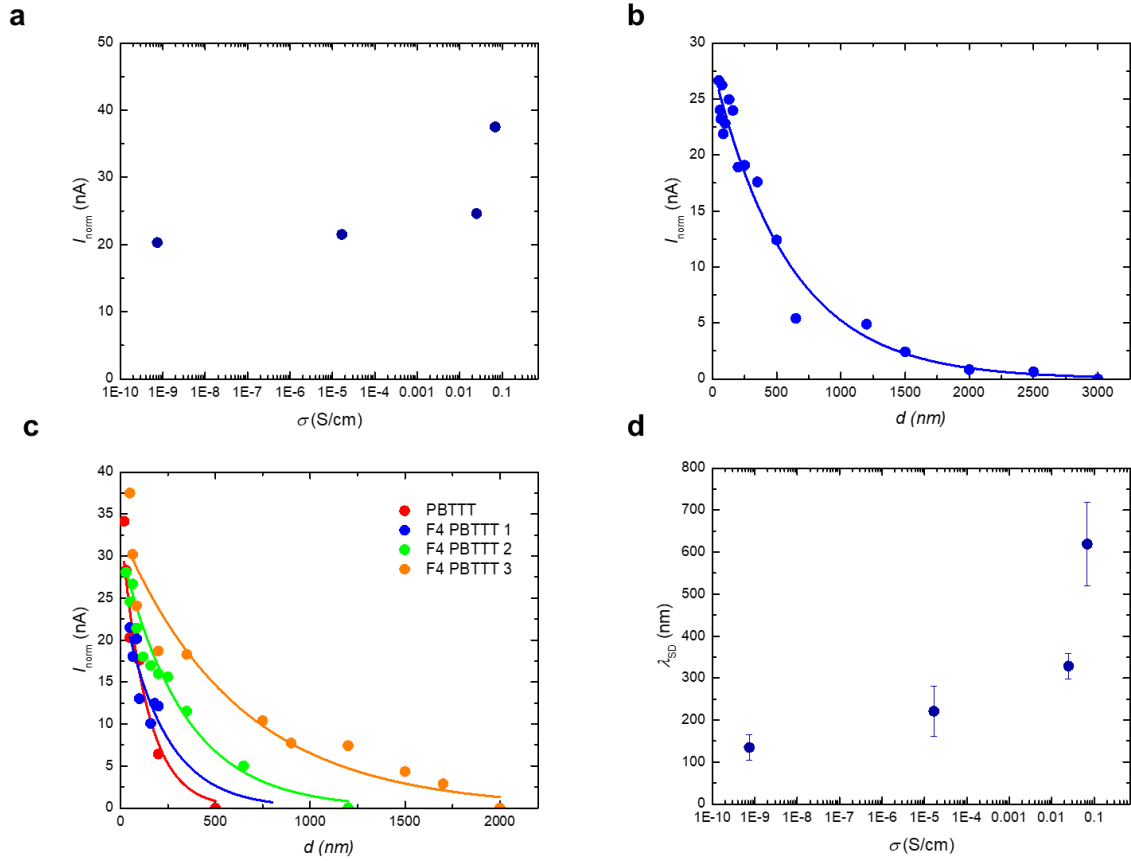 a
50
40
30
20
10
0
I_norm (nA)
1E-10 1E-9 1E-8 1E-7 1E-6 1E-5 1E-4 0.001 0.01 0.1
σ (S/cm)
b
30
25
20
15
10
5
0
I_norm (nA)
0 500 1000 1500 2000 2500 3000
d (nm)
c
40
35
30
25
20
15
10
5
0
I_norm (nA)
PBTTT
F4 PBTTT 1
F4 PBTTT 2
F4 PBTTT 3
0 500 1000 1500 2000
d (nm)
d
800
700
600
500
400
300
200
100
0
λ_SD (nm)
1E-10 1E-9 1E-8 1E-7 1E-6 1E-5 1E-4 0.001 0.01 0.1
σ (S/cm)